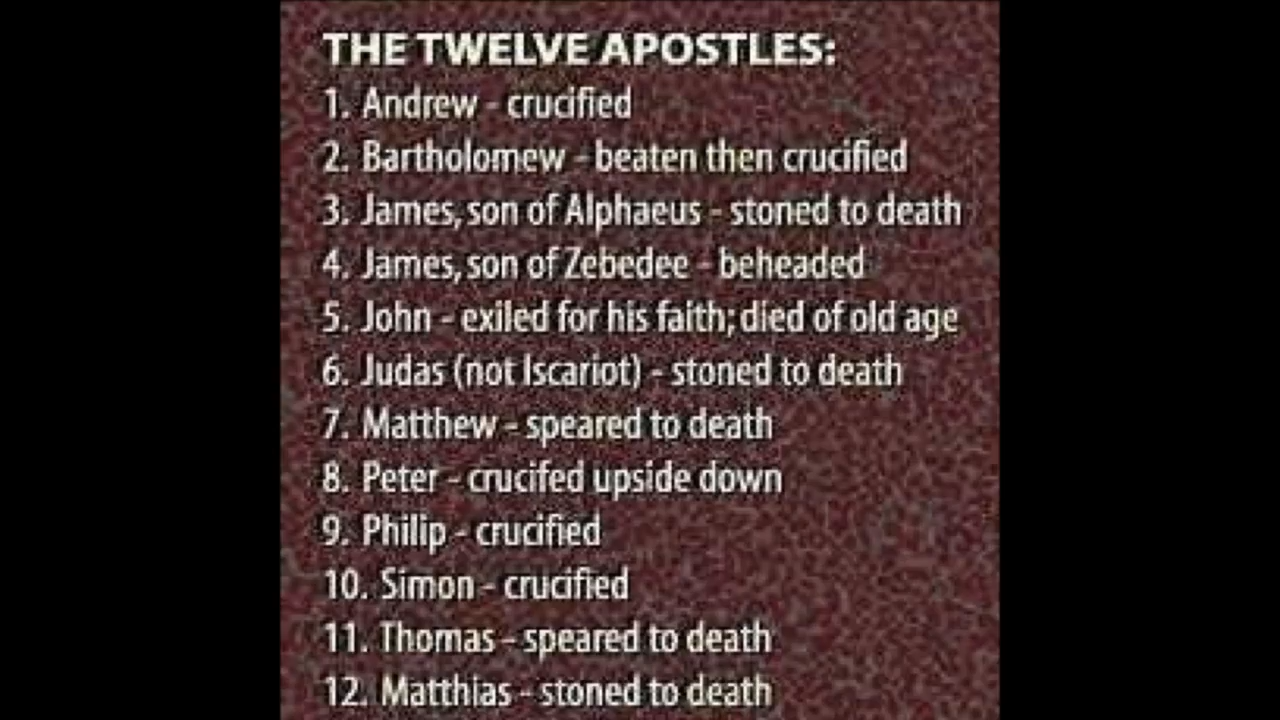 THE TWELVE APOSTLES:
1. Andrew - crucified
2. Bartholomew - beaten then crucified
3. James, son of Alphaeus - stoned to death
4. James, son of Zebedee - beheaded
5. John - exiled for his faith; died of old age
6. Judas (not Iscariot) - stoned to death
7. Matthew - speared to death
8. Peter - crucifed upside down
9. Philip - crucified
10. Simon - crucified
11. Thomas - speared to death
12. Matthias - stoned to death